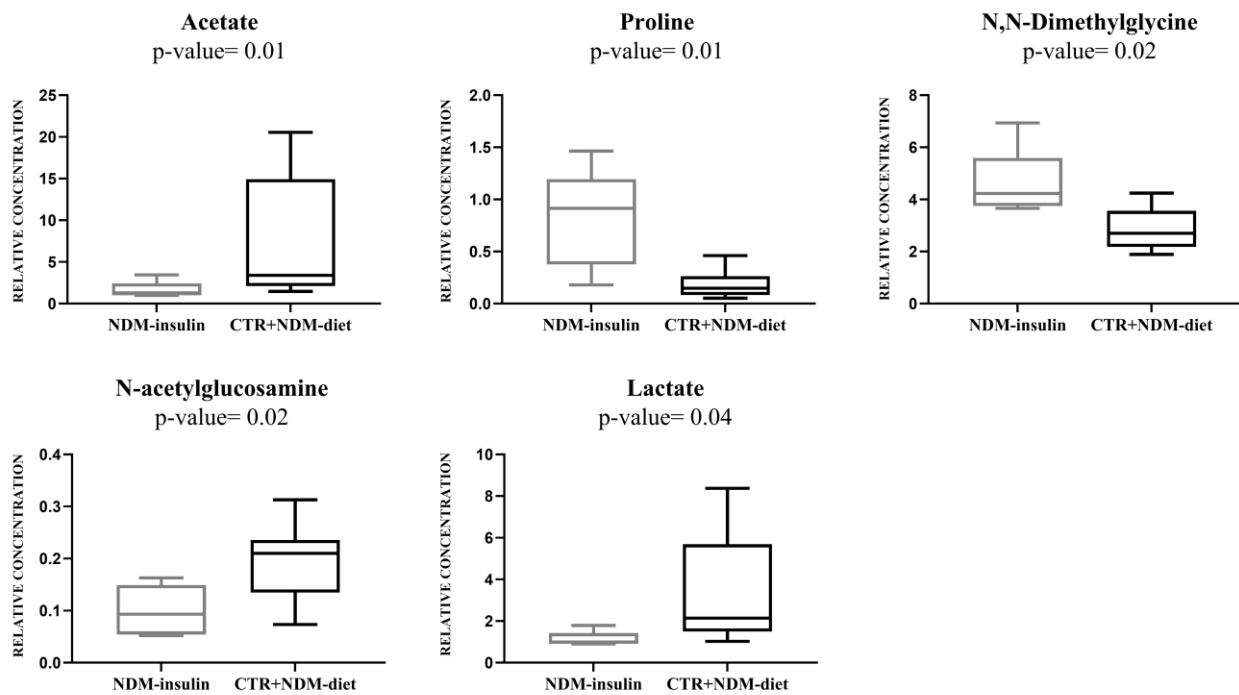 Acetate
p-value= 0.01
RELATIVE CONCENTRATION
25
20
15
10
5
0
NDM-insulin CTR+NDM-diet
Proline
p-value= 0.01
RELATIVE CONCENTRATION
2.0
1.5
1.0
0.5
0.0
NDM-insulin CTR+NDM-diet
N,N-Dimethylglycine
p-value= 0.02
RELATIVE CONCENTRATION
8
6
4
2
0
NDM-insulin CTR+NDM-diet
N-acetylglucosamine
p-value= 0.02
RELATIVE CONCENTRATION
0.4
0.3
0.2
0.1
0.0
NDM-insulin CTR+NDM-diet
Lactate
p-value= 0.04
RELATIVE CONCENTRATION
10
8
6
4
2
0
NDM-insulin CTR+NDM-diet